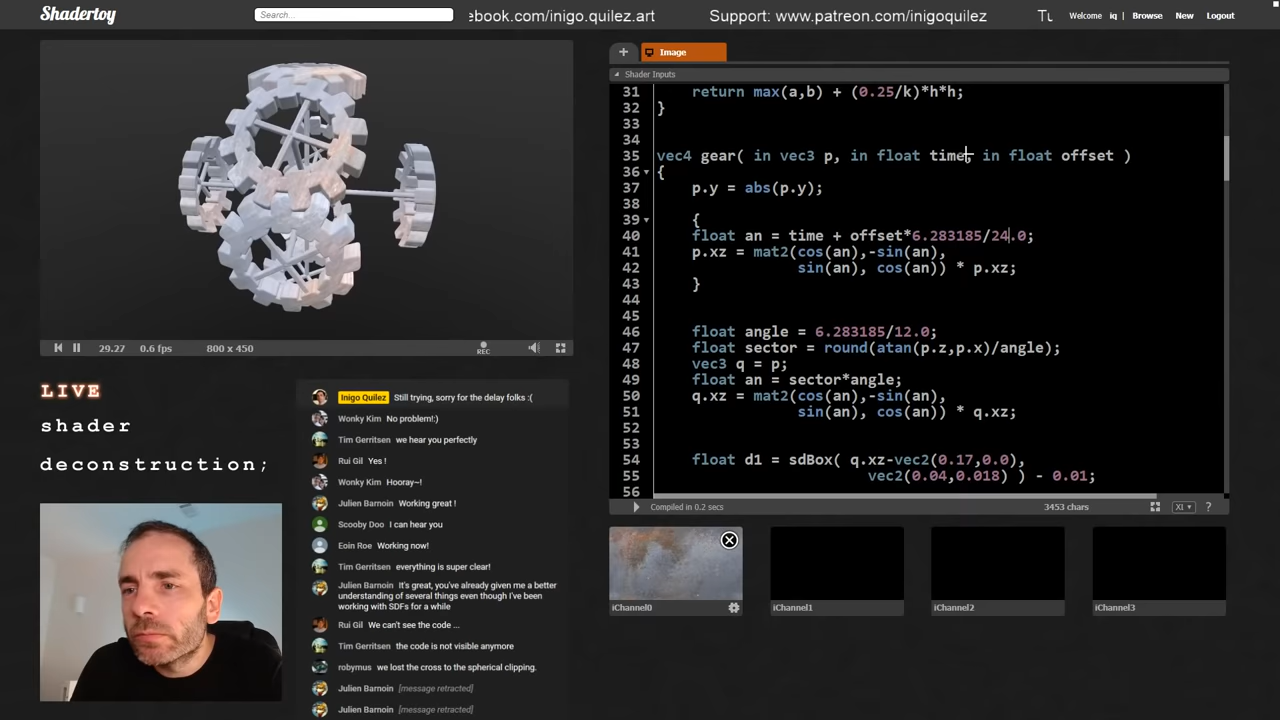 Shadertoy
Search...
ebook.com/inigo.quilez.art
Support: www.patreon.com/inigoquilez
Tu
Welcome iq | Browse New Logout
+ Image
Shader Inputs
31 return max(a,b) + (0.25/k)*h*h;
32 }
33
34
35 vec4 gear( in vec3 p, in float time, in float offset )
36 {
37 p.y = abs(p.y);
38
39 {
40 float an = time + offset*6.283185/24.0;
41 p.xz = mat2(cos(an),-sin(an),
42 sin(an), cos(an)) * p.xz;
43 }
44
45
46 float angle = 6.283185/12.0;
47 float sector = round(atan(p.z,p.x)/angle);
48 vec3 q = p;
49 float an = sector*angle;
50 q.xz = mat2(cos(an),-sin(an),
51 sin(an), cos(an)) * q.xz;
52
53
54 float d1 = sdBox( q.xz-vec2(0.17,0.0),
55 vec2(0.04,0.018) ) - 0.01;
56
Compiled in 0.2 secs
3453 chars
XI
?
29.27 0.6 fps 800 x 450
REC
LIVE
shader
deconstruction;
Inigo Quilez Still trying, sorry for the delay folks :(
Wonky Kim No problem!:)
Tim Gerritsen we hear you perfectly
Rui Gil Yes !
Wonky Kim Hooray~!
Julien Barnoin Working great !
Scooby Doo I can hear you
Eoin Roe Working now!
Tim Gerritsen everything is super clear!
Julien Barnoin It's great, you've already given me a better
understanding of several things even though I've been
working with SDFs for a while
Rui Gil We can't see the code ...
Tim Gerritsen the code is not visible anymore
robymus we lost the cross to the spherical clipping.
Julien Barnoin [message retracted]
Julien Barnoin [message retracted]
iChannel0
iChannel1
iChannel2
iChannel3